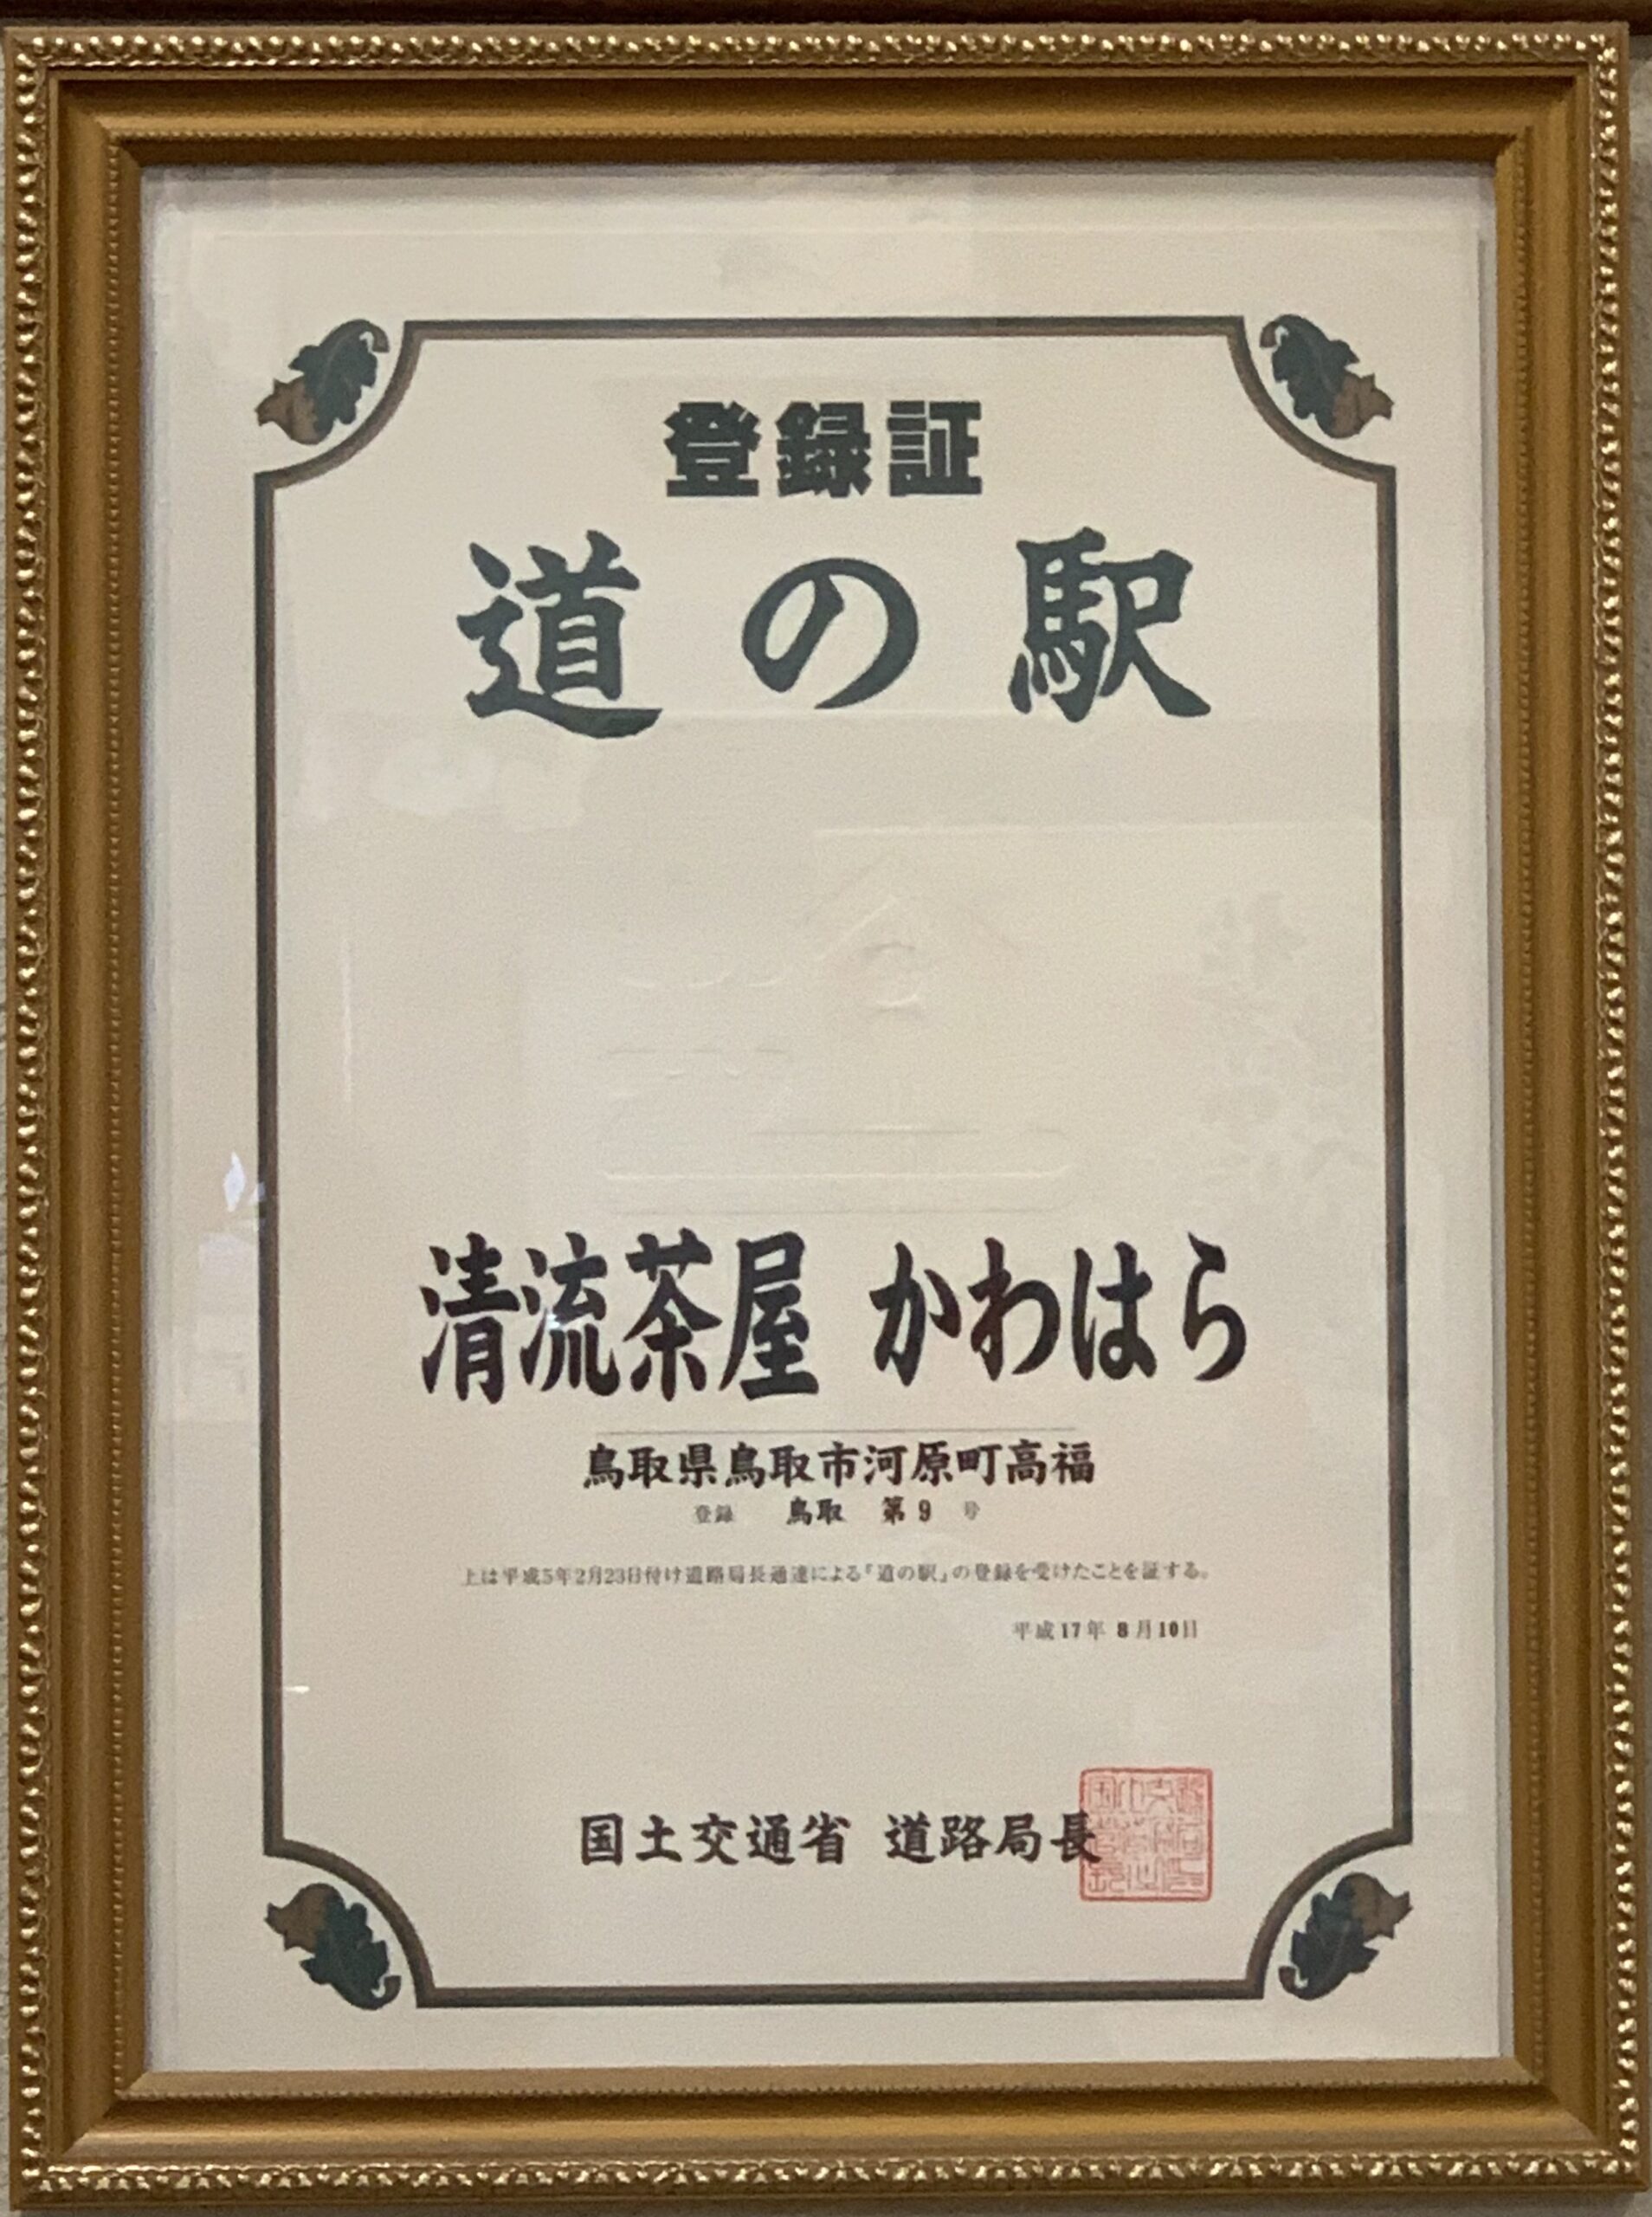 登録証
道の駅
清流茶屋 かわはら
鳥取県鳥取市河原町高福
登録 鳥取 第 9 号
上は平成5年2月23日付け道路局長通達による「道の駅」の登録を受けたことを証する。
平成17年 8月10日
国土交通省 道路局長